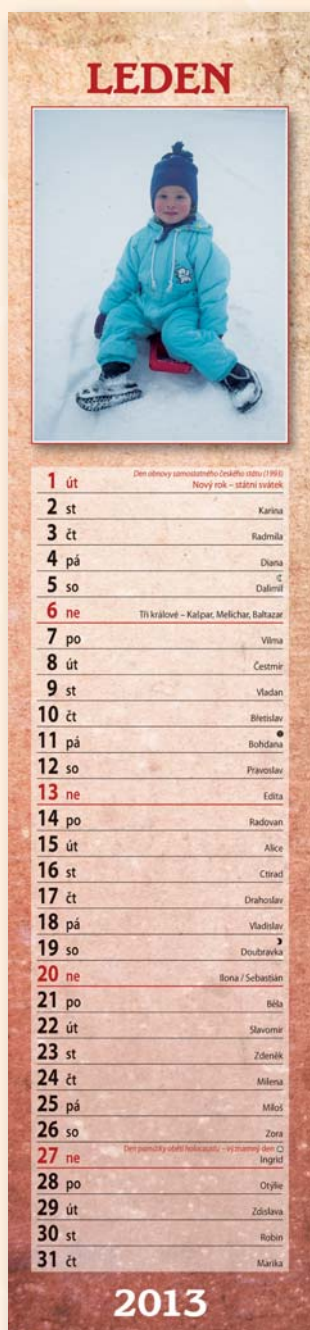 LEDEN
Den obnovy samostatného českého státu (1993)
1 út Nový rok – státní svátek
2 st Karina
3 čt Radmila
4 pá Diana
5 so Dalimil
6 ne Tři králové – Kašpar, Melichar, Baltazar
7 po Vilma
8 út Čestmír
9 st Vladan
10 čt Břetislav
11 pá Bohdana
12 so Pravoslav
13 ne Edita
14 po Radovan
15 út Alice
16 st Ctirad
17 čt Drahoslav
18 pá Vladislav
19 so Doubravka
20 ne Ilona / Sebastián
21 po Běla
22 út Slavomír
23 st Zdeněk
24 čt Milena
25 pá Miloš
26 so Zora
Den památky obětí holocaustu – významný den
27 ne Ingrid
28 po Otýlie
29 út Zdislava
30 st Robin
31 čt Marika
2013